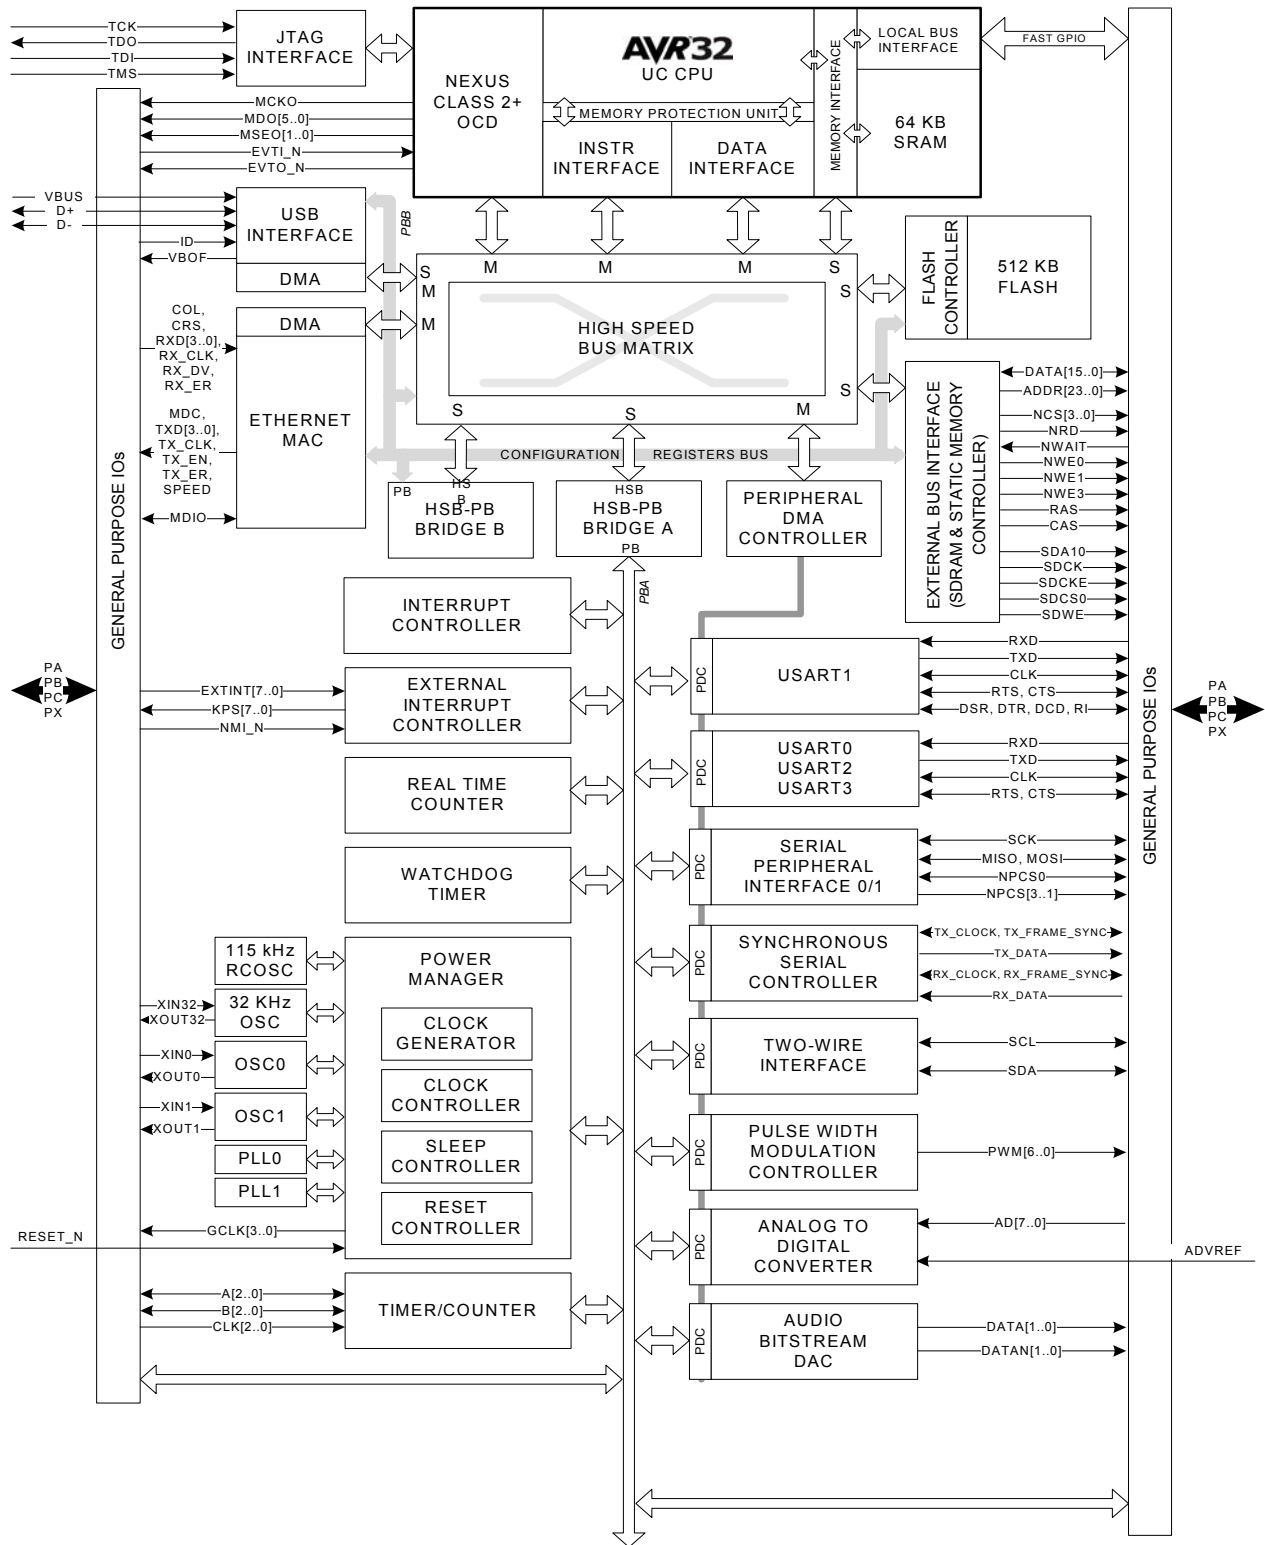 TCK
TDO
TDI
TMS
JTAG
INTERFACE
NEXUS
CLASS 2+
OCD
AVR32
UC CPU
MEMORY PROTECTION UNIT
INSTR
INTERFACE
DATA
INTERFACE
MEMORY INTERFACE
LOCAL BUS
INTERFACE
64 KB
SRAM
FAST GPIO
MCKO
MDO[5..0]
MSEO[1..0]
EVTI_N
EVTO_N
VBUS
D+
D-
ID
VBOF
USB
INTERFACE
DMA
PBB
S
M
M
M
M
M
S
S
S
S
S
M
HIGH SPEED
BUS MATRIX
FLASH
CONTROLLER
512 KB
FLASH
COL,
CRS,
RXD[3..0],
RX_CLK,
RX_DV,
RX_ER
MDC,
TXD[3..0],
TX_CLK,
TX_EN,
TX_ER,
SPEED
MDIO
DMA
ETHERNET
MAC
CONFIGURATION REGISTERS BUS
PB
HS
B
HSB-PB
BRIDGE B
HSB
HSB-PB
BRIDGE A
PB
PERIPHERAL
DMA
CONTROLLER
EXTERNAL BUS INTERFACE
(SDRAM & STATIC MEMORY
CONTROLLER)
DATA[15..0]
ADDR[23..0]
NCS[3..0]
NRD
NWAIT
NWE0
NWE1
NWE3
RAS
CAS
SDA10
SDCK
SDCKE
SDCS0
SDWE
GENERAL PURPOSE IOs
GENERAL PURPOSE IOs
PBA
PA
PB
PC
PX
PA
PB
PC
PX
INTERRUPT
CONTROLLER
EXTINT[7..0]
KPS[7..0]
NMI_N
EXTERNAL
INTERRUPT
CONTROLLER
REAL TIME
COUNTER
WATCHDOG
TIMER
115 kHz
RCOSC
XIN32
XOUT32
32 KHz
OSC
XIN0
XOUT0
OSC0
XIN1
XOUT1
OSC1
PLL0
PLL1
GCLK[3..0]
RESET_N
POWER
MANAGER
CLOCK
GENERATOR
CLOCK
CONTROLLER
SLEEP
CONTROLLER
RESET
CONTROLLER
A[2..0]
B[2..0]
CLK[2..0]
TIMER/COUNTER
PDC
USART1
RXD
TXD
CLK
RTS, CTS
DSR, DTR, DCD, RI
PDC
USART0
USART2
USART3
RXD
TXD
CLK
RTS, CTS
PDC
SERIAL
PERIPHERAL
INTERFACE 0/1
SCK
MISO, MOSI
NPCS0
NPCS[3..1]
PDC
SYNCHRONOUS
SERIAL
CONTROLLER
TX_CLOCK, TX_FRAME_SYNC
TX_DATA
RX_CLOCK, RX_FRAME_SYNC
RX_DATA
PDC
TWO-WIRE
INTERFACE
SCL
SDA
PDC
PULSE WIDTH
MODULATION
CONTROLLER
PWM[6..0]
PDC
ANALOG TO
DIGITAL
CONVERTER
AD[7..0]
ADVREF
PDC
AUDIO
BITSTREAM
DAC
DATA[1..0]
DATAN[1..0]